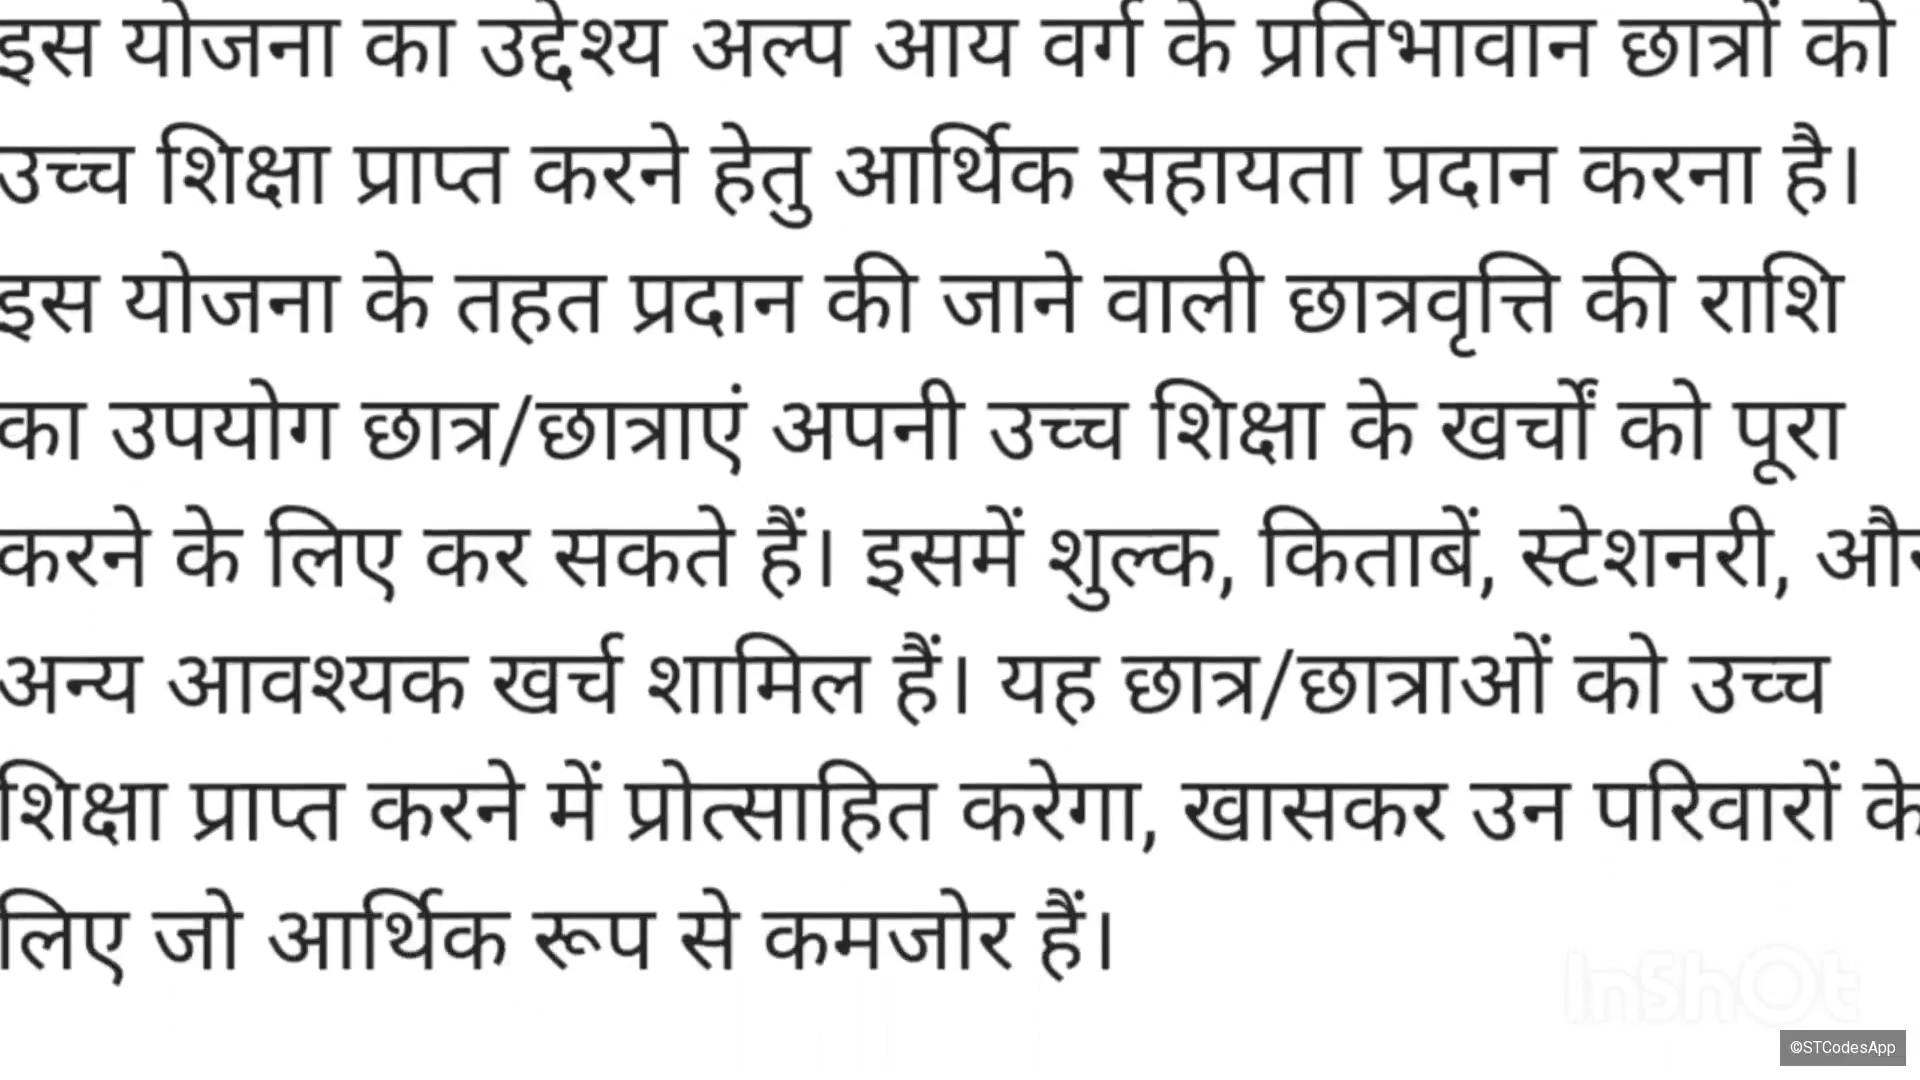 इस योजना का उद्देश्य अल्प आय वर्ग के प्रतिभावान छात्रों को
उच्च शिक्षा प्राप्त करने हेतु आर्थिक सहायता प्रदान करना है।
इस योजना के तहत प्रदान की जाने वाली छात्रवृत्ति की राशि
का उपयोग छात्र/छात्राएं अपनी उच्च शिक्षा के खर्चों को पूरा
करने के लिए कर सकते हैं। इसमें शुल्क, किताबें, स्टेशनरी, और
अन्य आवश्यक खर्च शामिल हैं। यह छात्र/छात्राओं को उच्च
शिक्षा प्राप्त करने में प्रोत्साहित करेगा, खासकर उन परिवारों के
लिए जो आर्थिक रूप से कमजोर हैं।
InShOt
©STCodesApp